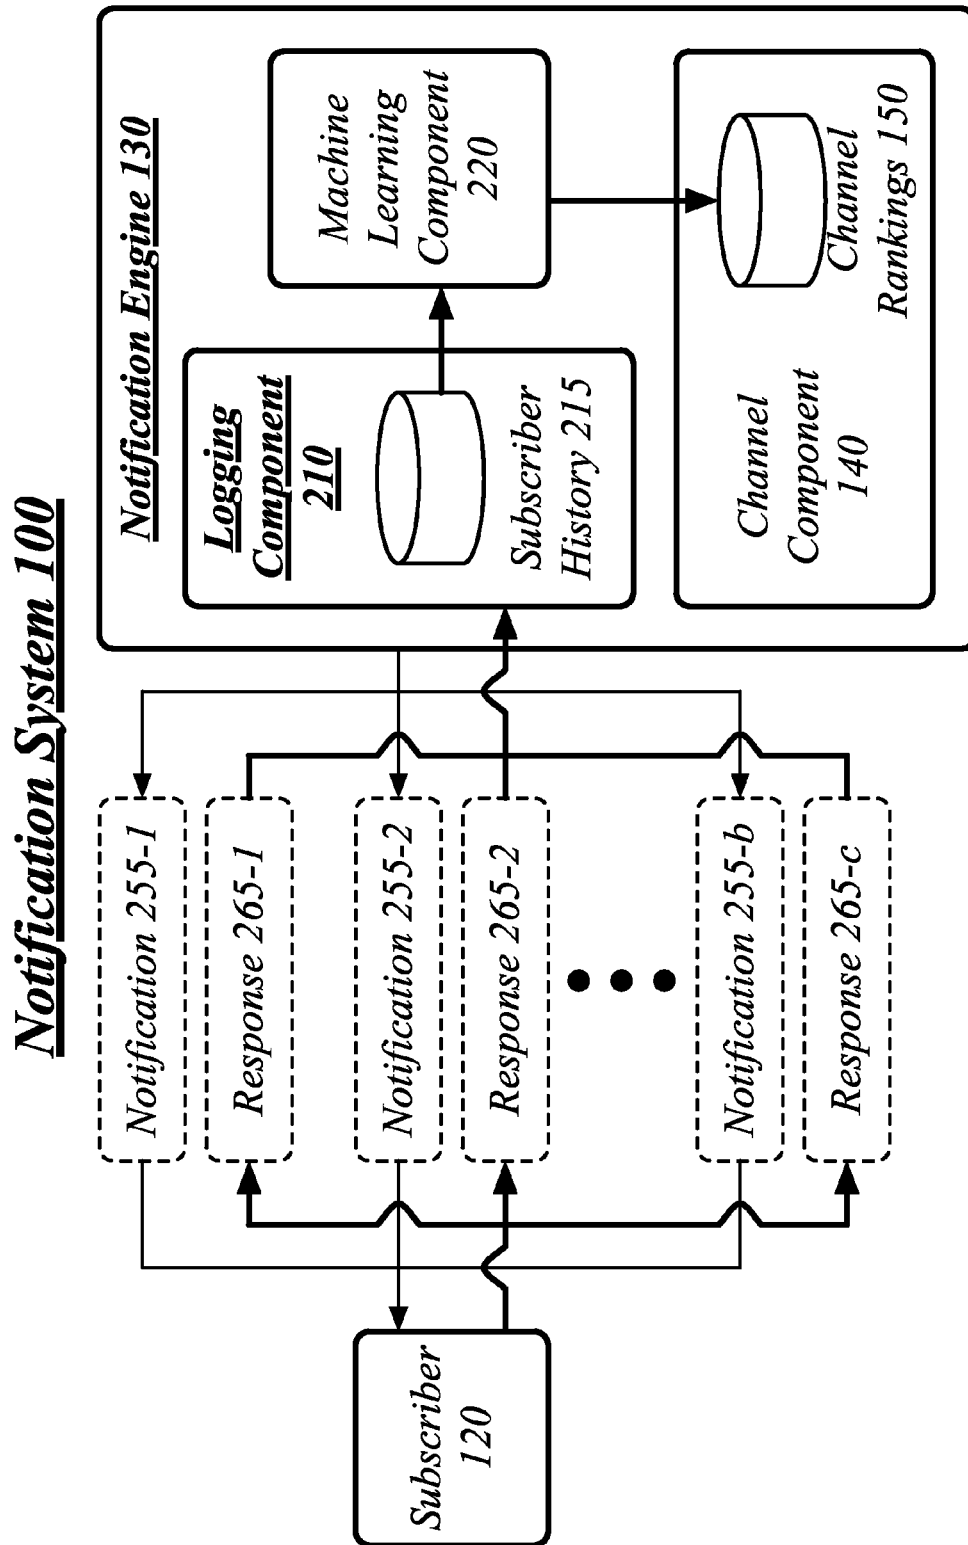 Notification System 100
Subscriber
120
Notification 255-1
Response 265-1
Notification 255-2
Response 265-2
Notification 255-b
Response 265-c
Notification Engine 130
Logging
Component
210
Subscriber
History 215
Machine
Learning
Component
220
Channel
Component
140
Channel
Rankings 150